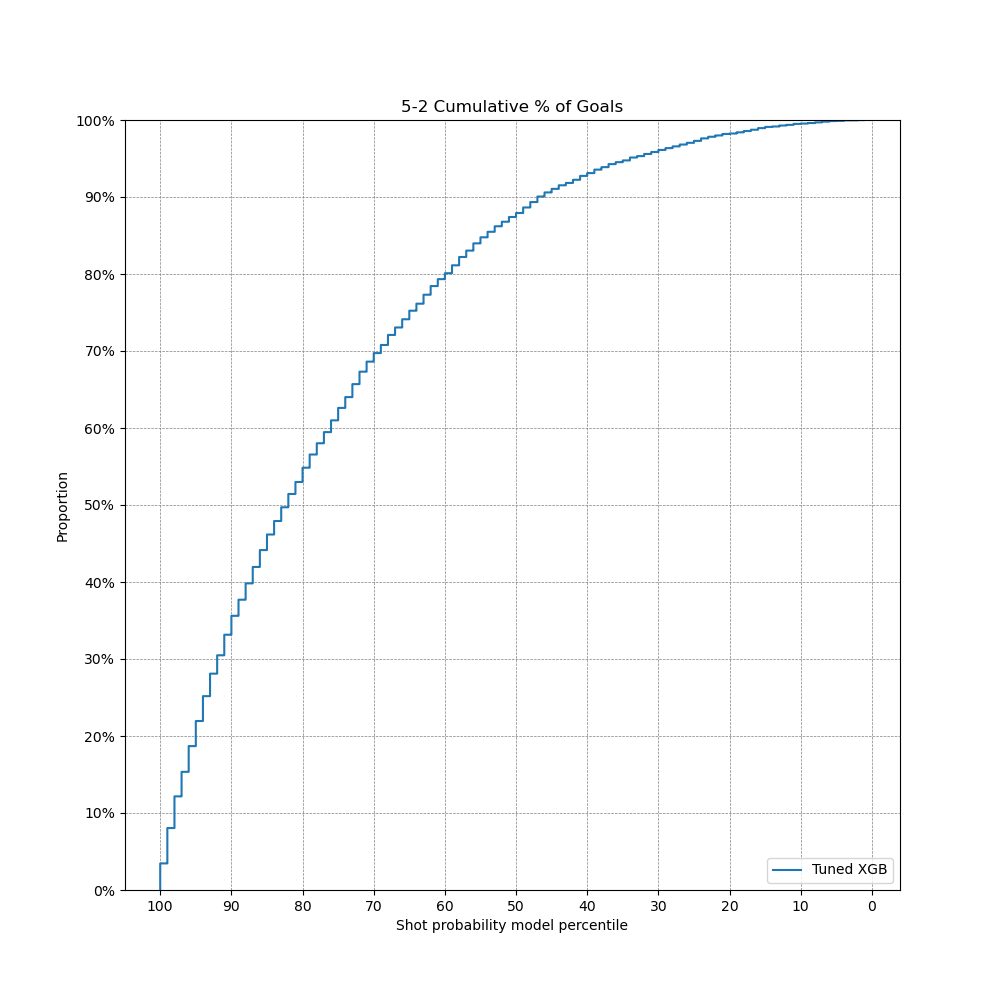 5-2 Cumulative % of Goals
100%
90%
80%
70%
60%
50%
40%
30%
20%
10%
0%
Proportion
Tuned XGB
100 90 80 70 60 50 40 30 20 10 0
Shot probability model percentile